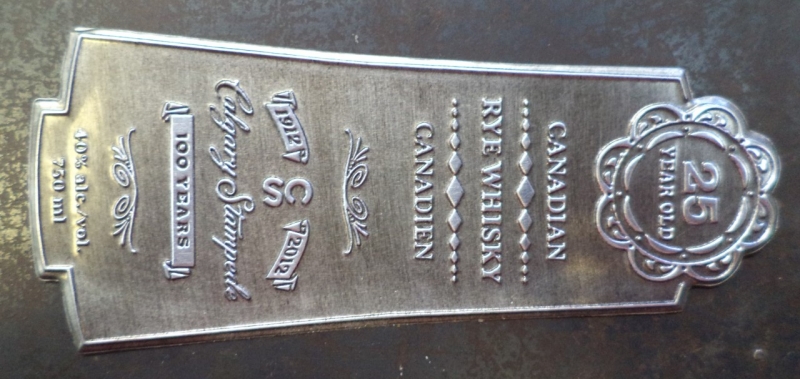 25
YEAR OLD
CANADIAN
RYE WHISKY
CANADIEN
1912 CS 2012
Calgary Stampede
100 YEARS
40% alc./vol
750 ml